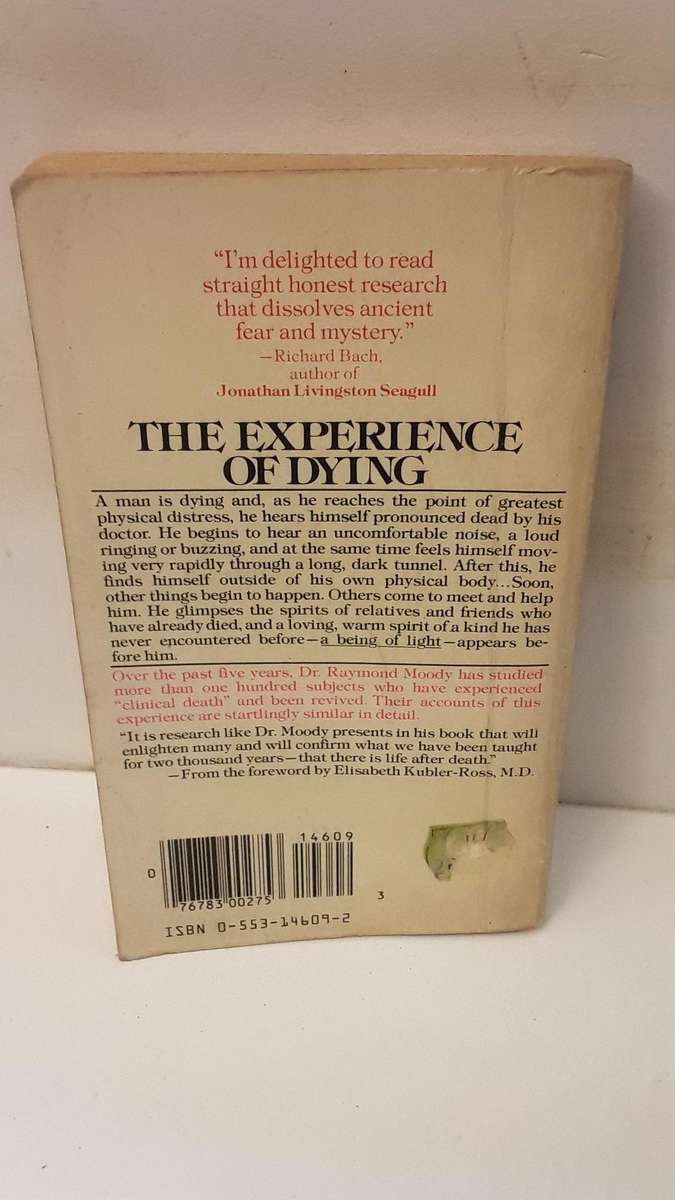 “I'm delighted to read
straight honest research
that dissolves ancient
fear and mystery.”
—Richard Bach,
author of
Jonathan Livingston Seagull
THE EXPERIENCE
OF DYING
A man is dying and, as he reaches the point of greatest
physical distress, he hears himself pronounced dead by his
doctor. He begins to hear an uncomfortable noise, a loud
ringing or buzzing, and at the same time feels himself mov-
ing very rapidly through a long, dark tunnel. After this, he
finds himself outside of his own physical body...Soon,
other things begin to happen. Others come to meet and help
him. He glimpses the spirits of relatives and friends who
have already died, and a loving, warm spirit of a kind he has
never encountered before—a being of light—appears be-
fore him.
Over the past five years, Dr. Raymond Moody has studied
more than one hundred subjects who have experienced
“clinical death” and been revived. Their accounts of this
experience are startlingly similar in detail.
“It is research like Dr. Moody presents in his book that will
enlighten many and will confirm what we have been taught
for two thousand years—that there is life after death.”
—From the foreword by Elisabeth Kubler-Ross, M.D.
14609
0 76783 00275 3
ISBN 0-553-14609-2